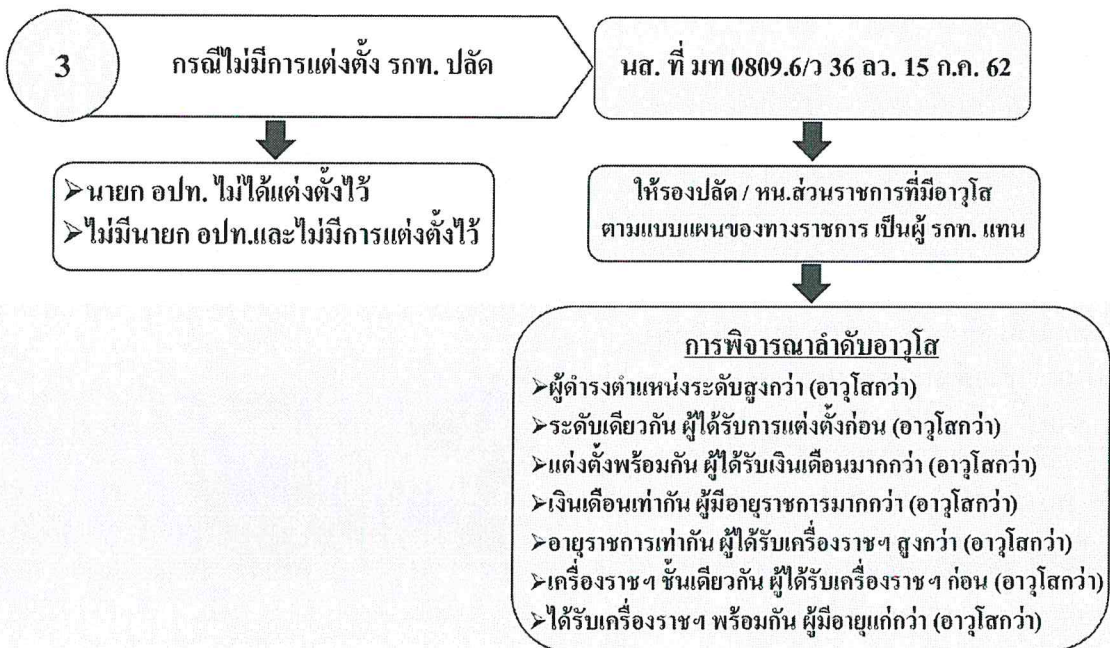 3
กรณีไม่มีการแต่งตั้ง รกท. ปลัด
นส. ที่ มท 0809.6/ว 36 ลว. 15 ก.ค. 62
➢นายก อปท. ไม่ได้แต่งตั้งไว้
➢ไม่มีนายก อปท.และไม่มีการแต่งตั้งไว้
ให้รองปลัด / หน.ส่วนราชการที่มีอาวุโส
ตามแบบแผนของทางราชการ เป็นผู้ รกท. แทน
การพิจารณาลำดับอาวุโส
➢ผู้ดำรงตำแหน่งระดับสูงกว่า (อาวุโสกว่า)
➢ระดับเดียวกัน ผู้ได้รับการแต่งตั้งก่อน (อาวุโสกว่า)
➢แต่งตั้งพร้อมกัน ผู้ได้รับเงินเดือนมากกว่า (อาวุโสกว่า)
➢เงินเดือนเท่ากัน ผู้มีอายุราชการมากกว่า (อาวุโสกว่า)
➢อายุราชการเท่ากัน ผู้ได้รับเครื่องราชฯ สูงกว่า (อาวุโสกว่า)
➢เครื่องราชฯ ชั้นเดียวกัน ผู้ได้รับเครื่องราชฯ ก่อน (อาวุโสกว่า)
➢ได้รับเครื่องราชฯ พร้อมกัน ผู้มีอายุแก่กว่า (อาวุโสกว่า)